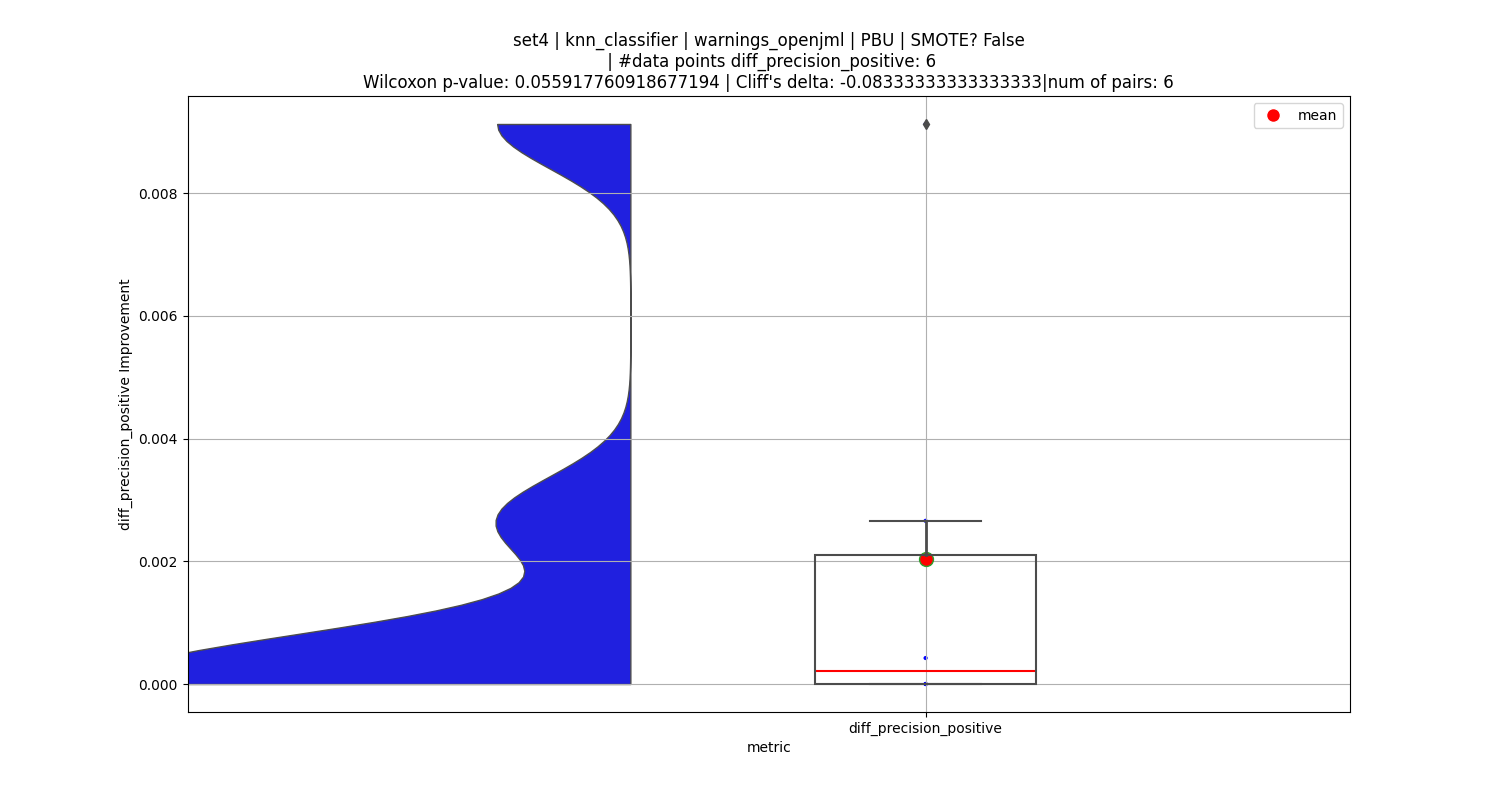 set4 | knn_classifier | warnings_openjml | PBU | SMOTE? False
| #data points diff_precision_positive: 6
Wilcoxon p-value: 0.055917760918677194 | Cliff's delta: -0.08333333333333333|num of pairs: 6
mean
0.008
0.006
0.004
0.002
0.000
diff_precision_positive Improvement
diff_precision_positive
metric